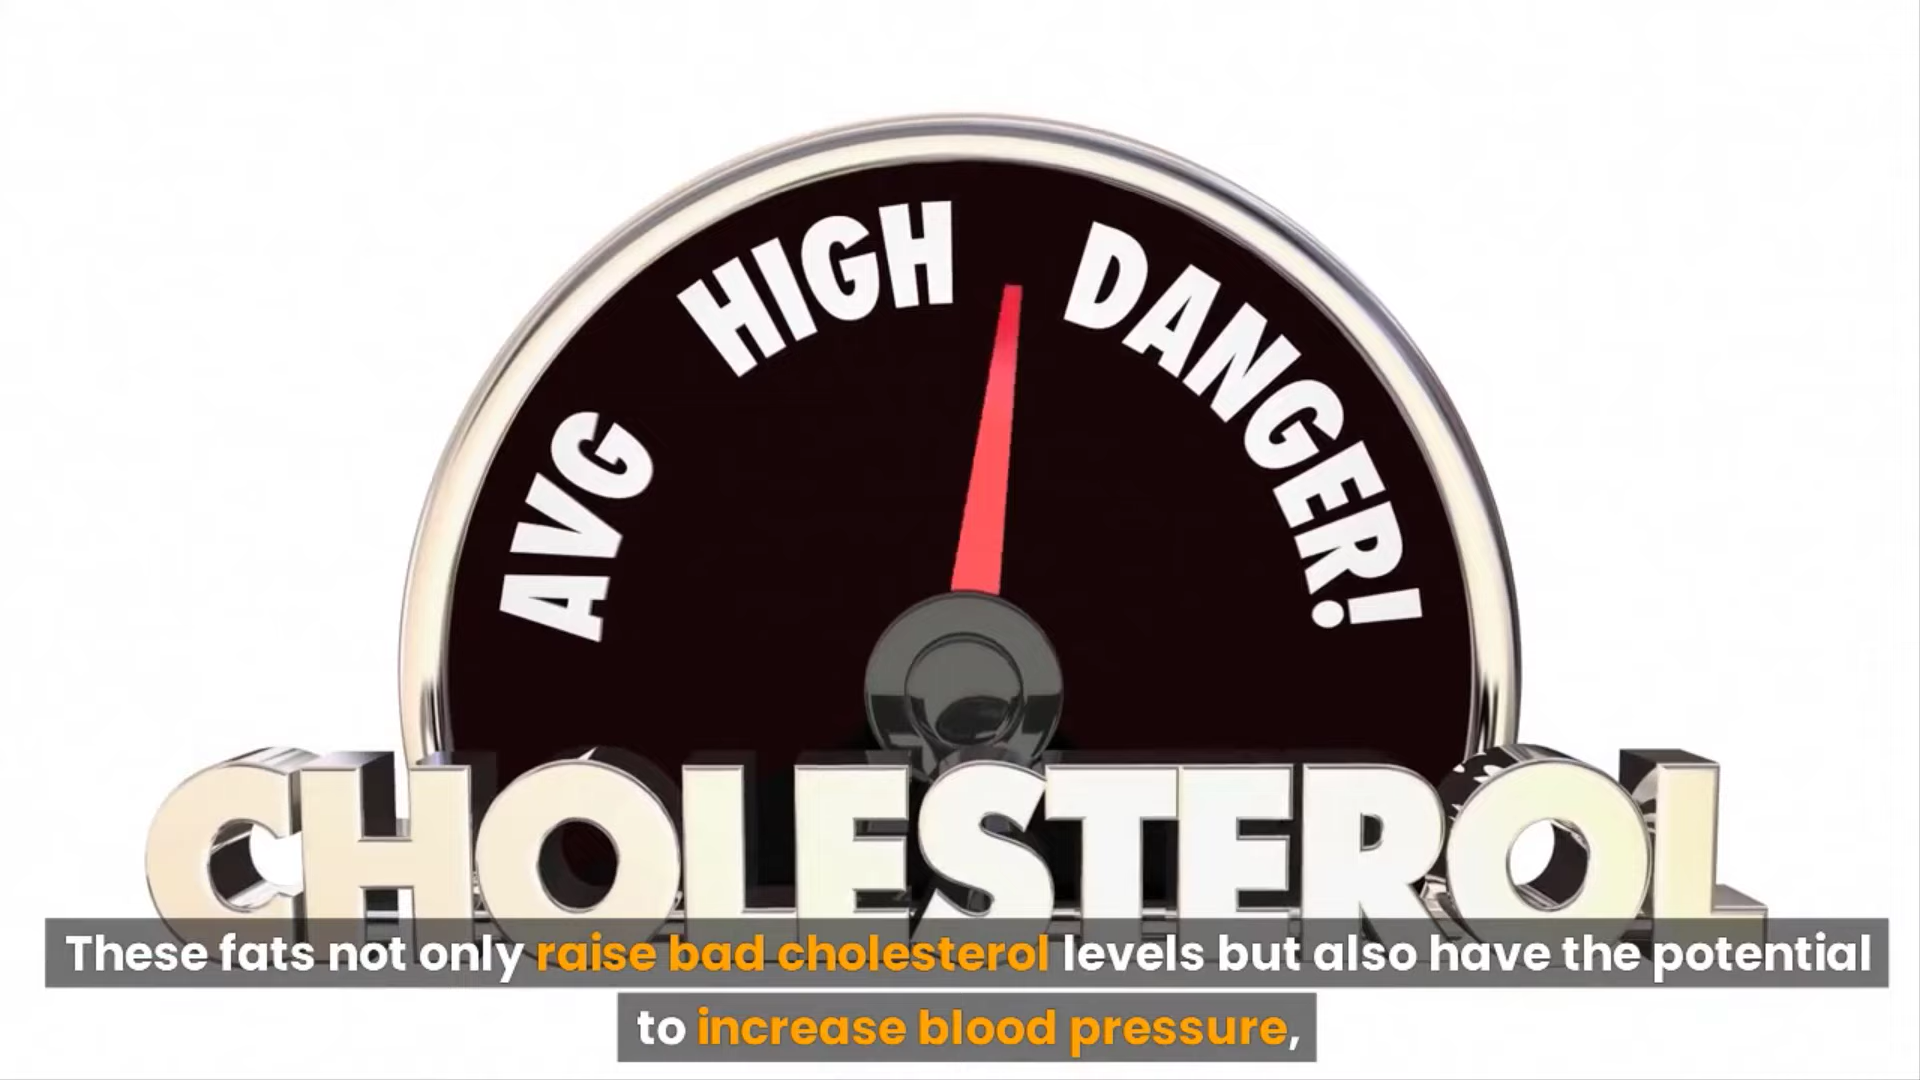 AVG
HIGH
DANGER!
CHOLESTEROL
These fats not only raise bad cholesterol levels but also have the potential
to increase blood pressure,